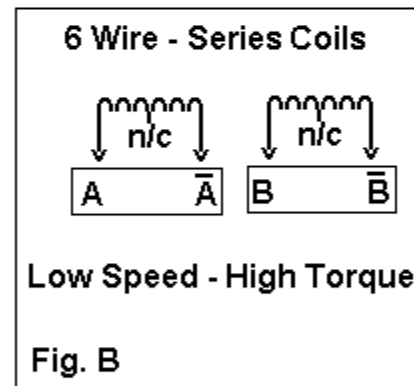 6 Wire - Series Coils
n/c n/c
A A̅ B B̅
Low Speed - High Torque
Fig. B